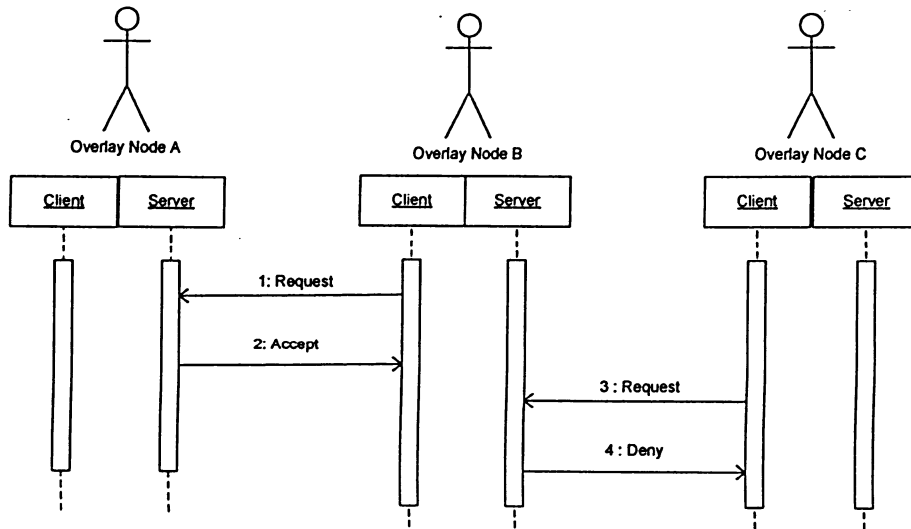 Overlay Node A
Overlay Node B
Overlay Node C
Client
Server
Client
Server
Client
Server
1: Request
2: Accept
3 : Request
4 : Deny